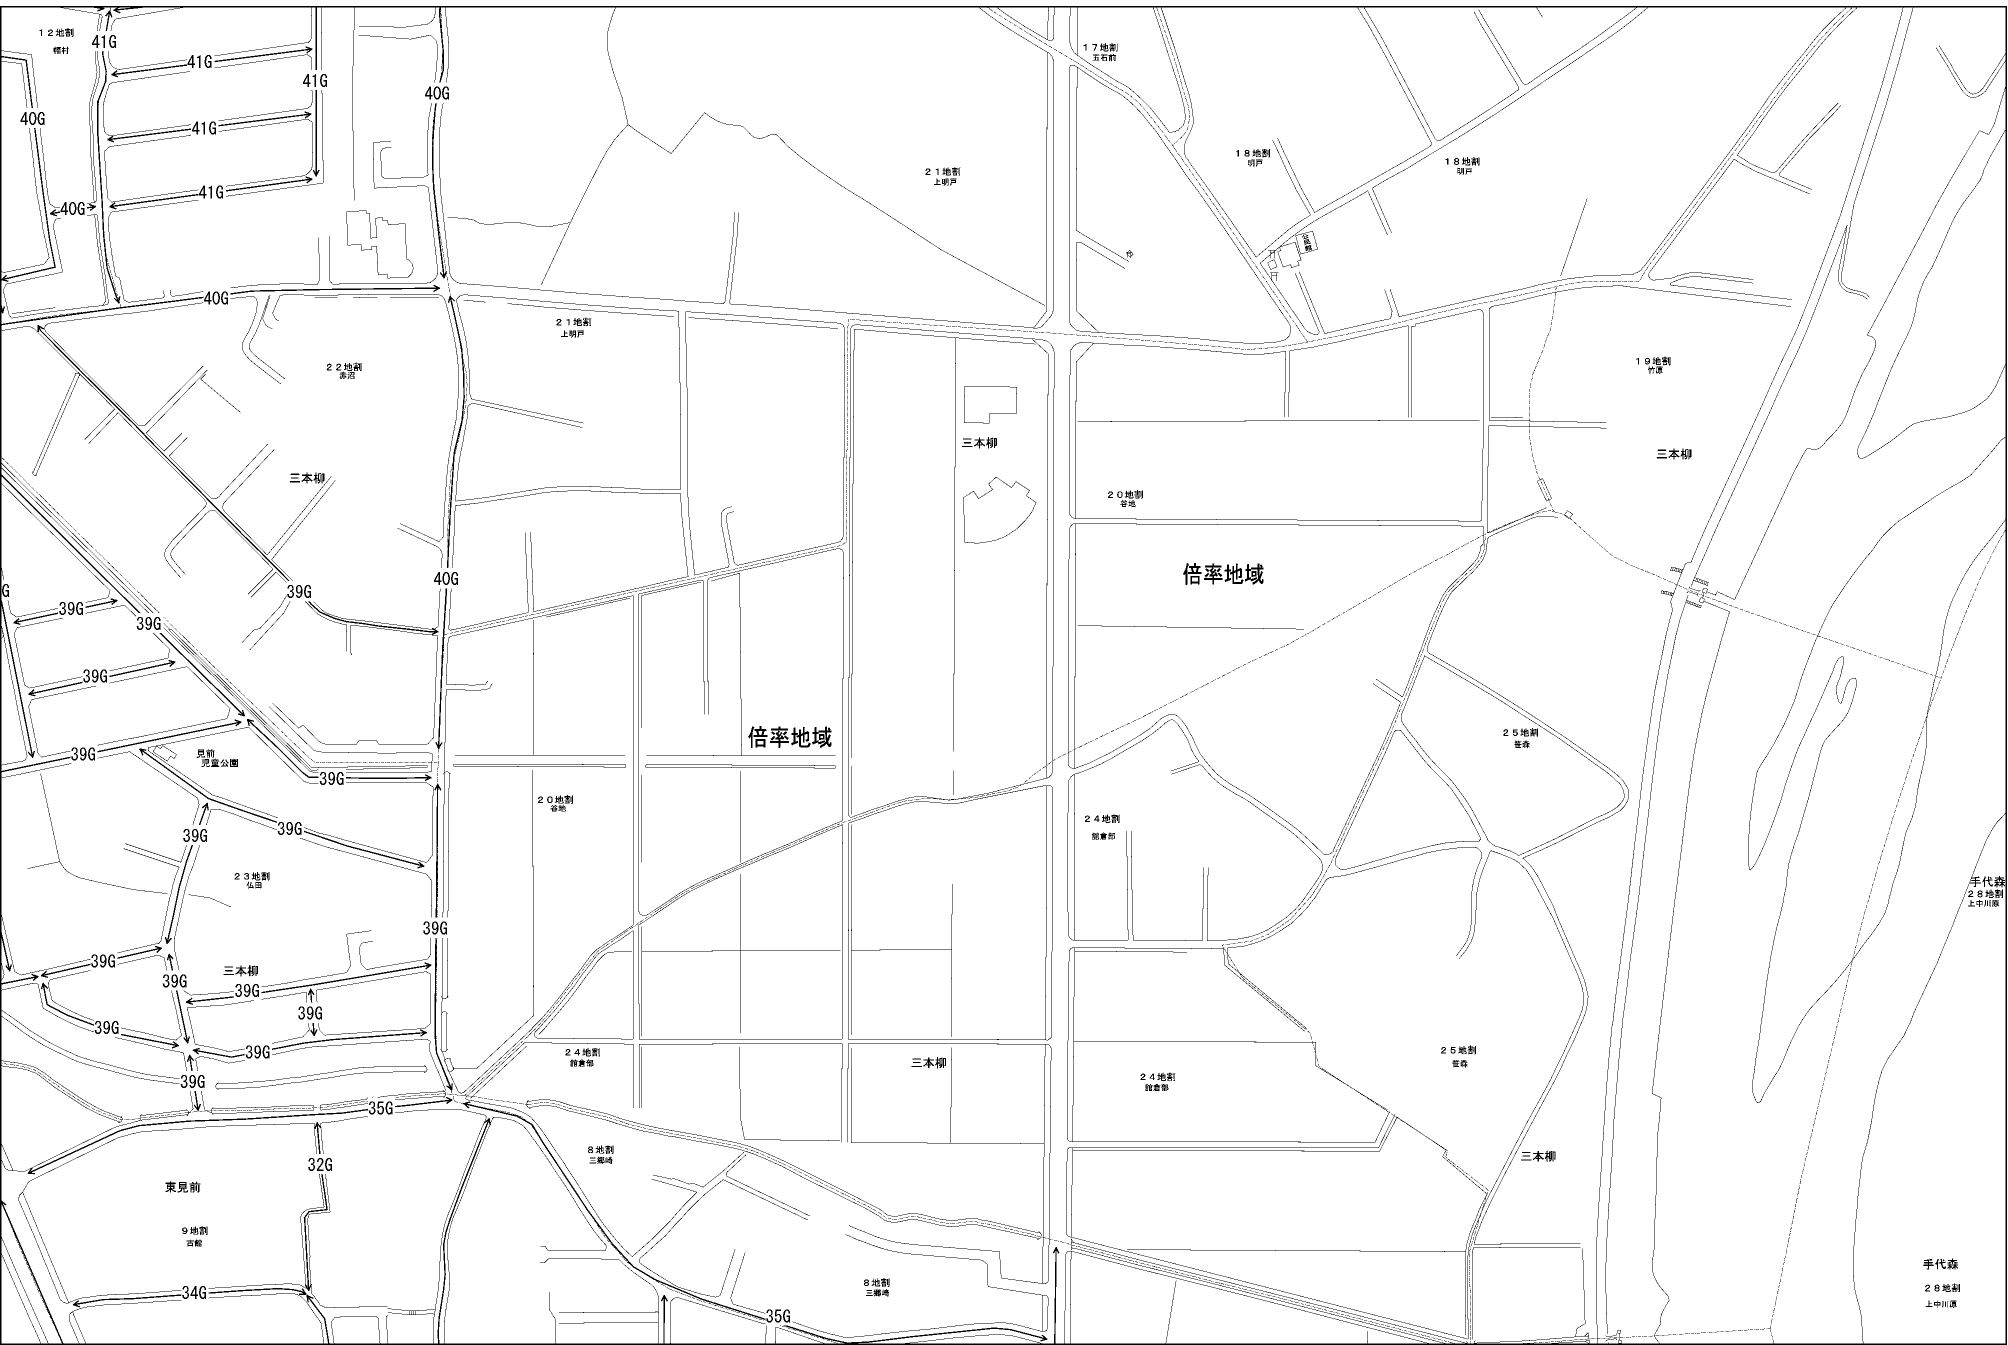 １２地割
幅村
41G
41G
41G
40G
40G
41G
41G
40G
40G
１７地割
玉石前
１８地割
明戸
１８地割
明戸
２１地割
上明戸
公民館
２１地割
上明戸
２２地割
赤沼
１９地割
竹原
三本柳
三本柳
三本柳
２０地割
谷地
倍率地域
40G
39G
39G
39G
39G
39G
39G
見前
児童公園
倍率地域
２５地割
笹森
２０地割
谷地
２４地割
館倉部
39G
39G
２３地割
仏田
39G
手代森
２８地割
上中川原
39G
三本柳
39G
39G
39G
39G
39G
39G
２４地割
館倉部
三本柳
２４地割
館倉部
２５地割
笹森
35G
８地割
三郷崎
三本柳
32G
東見前
９地割
古館
34G
８地割
三郷崎
35G
手代森
２８地割
上中川原